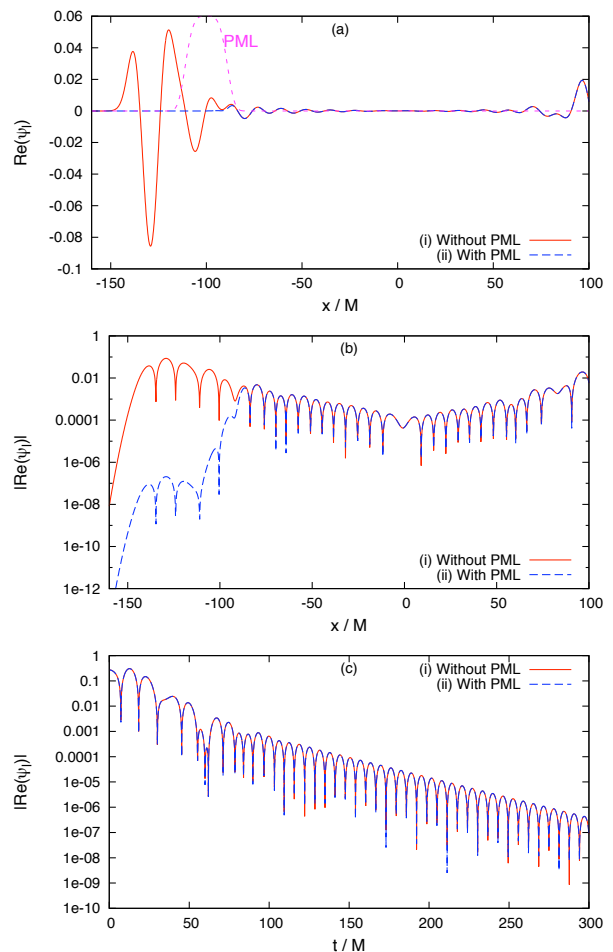 (a)
PML
0.06
0.04
0.02
0
-0.02
-0.04
-0.06
-0.08
-0.1
Re(ψl)
(i) Without PML
(ii) With PML
-150 -100 -50 0 50 100
x / M
(b)
1
0.01
0.0001
1e-06
1e-08
1e-10
1e-12
|Re(ψl)|
(i) Without PML
(ii) With PML
-150 -100 -50 0 50 100
x / M
(c)
1
0.1
0.01
0.001
0.0001
1e-05
1e-06
1e-07
1e-08
1e-09
1e-10
|Re(ψl)|
(i) Without PML
(ii) With PML
0 50 100 150 200 250 300
t / M